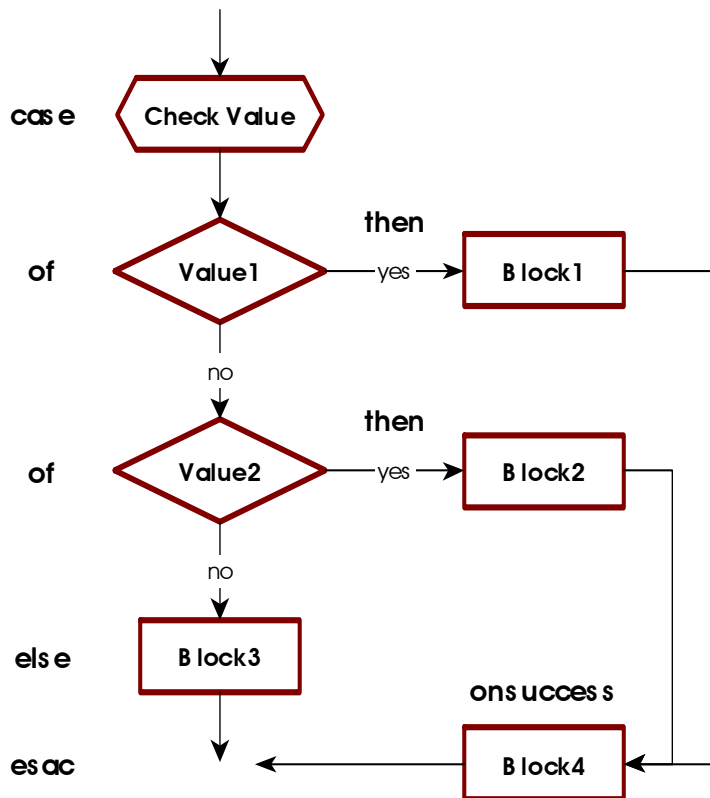 case
Check Value
then
of
Value1
yes
Block1
no
then
of
Value2
yes
Block2
no
else
Block3
onsuccess
esac
Block4